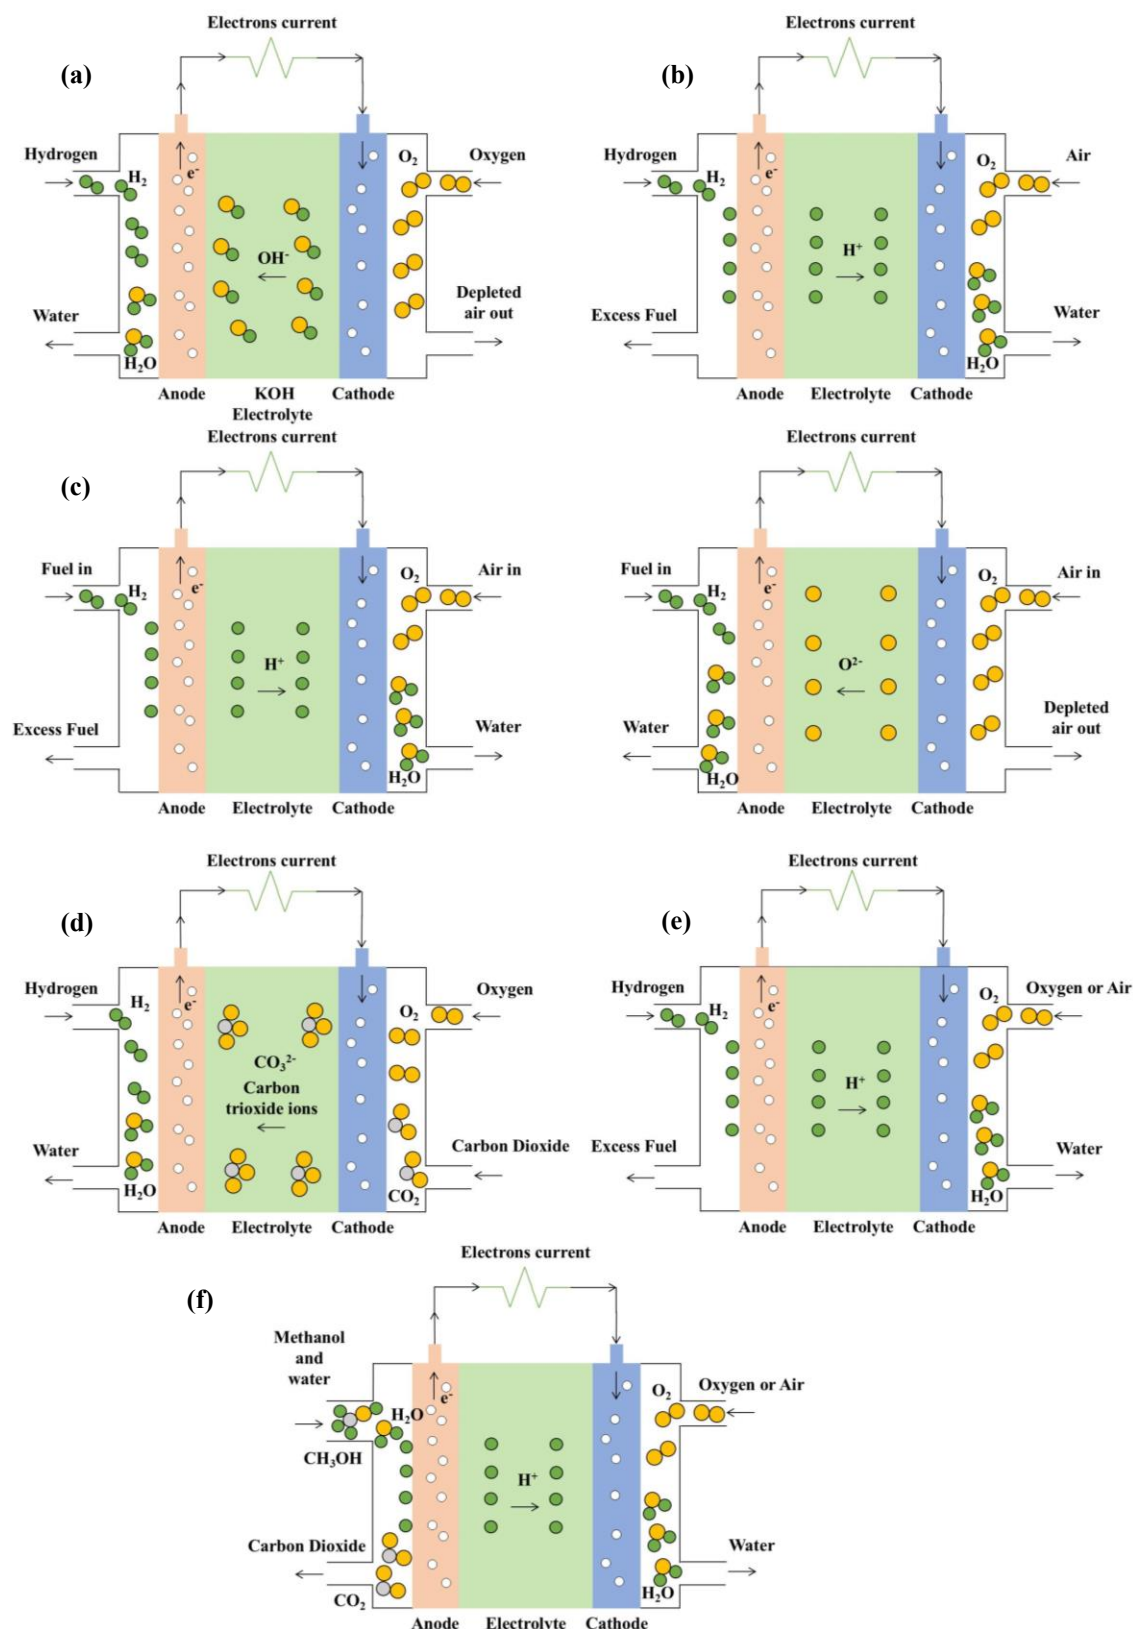 Electrons current
(a)
Hydrogen
H2
e-
O2
Oxygen
OH-
Water
H2O
Depleted
air out
Anode
KOH
Electrolyte
Cathode
Electrons current
(b)
Hydrogen
H2
e-
O2
Air
H+
Excess Fuel
Water
H2O
Anode
Electrolyte
Cathode
Electrons current
(c)
Fuel in
H2
e-
O2
Air in
H+
Excess Fuel
Water
H2O
Anode
Electrolyte
Cathode
Electrons current
Fuel in
H2
e-
O2
Air in
O2-
Water
H2O
Depleted
air out
Anode
Electrolyte
Cathode
Electrons current
(d)
Hydrogen
H2
e-
Oxygen
CO3 2-
Carbon
trioxide ions
Water
H2O
Carbon Dioxide
CO2
Anode
Electrolyte
Cathode
Electrons current
(e)
Hydrogen
H2
e-
O2
Oxygen or Air
H+
Excess Fuel
Water
H2O
Anode
Electrolyte
Cathode
Electrons current
(f)
Methanol
and
water
H2O
CH3OH
e-
O2
Oxygen or Air
H+
Carbon Dioxide
CO2
Water
H2O
Anode
Electrolyte
Cathode